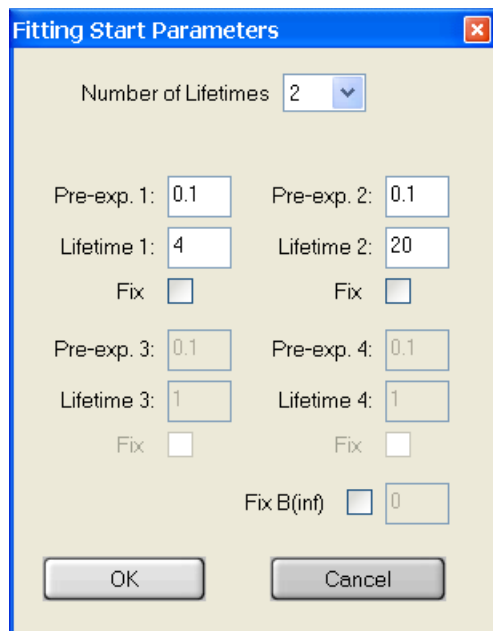 Fitting Start Parameters
Number of Lifetimes 2
Pre-exp. 1: 0.1 Pre-exp. 2: 0.1
Lifetime 1: 4 Lifetime 2: 20
Fix Fix
Pre-exp. 3: 0.1 Pre-exp. 4: 0.1
Lifetime 3: 1 Lifetime 4: 1
Fix Fix
Fix B(inf) 0
OK Cancel